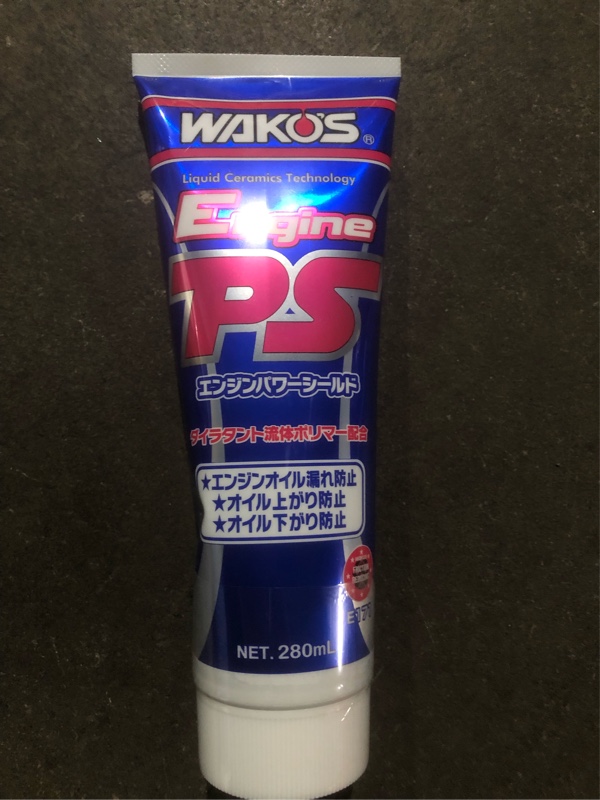 WAKO'S®
Liquid Ceramics Technology
Engine
PS
エンジンパワーシールド
ダイラタント流体ポリマー配合
★エンジンオイル漏れ防止
★オイル上がり防止
★オイル下がり防止
NET. 280mL